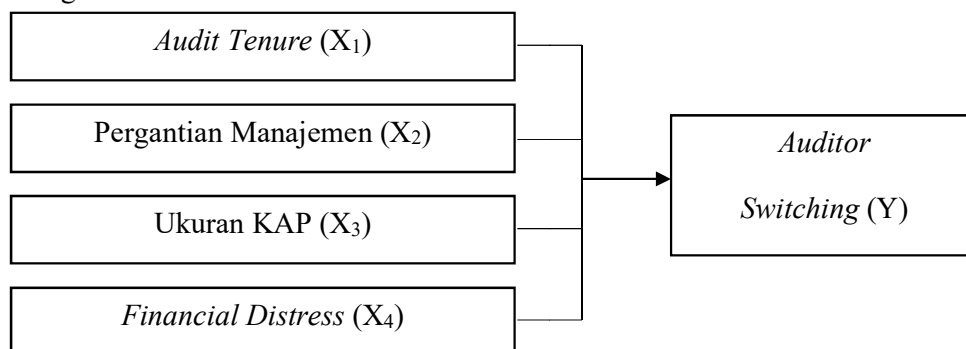 Audit Tenure (X₁)
Pergantian Manajemen (X₂)
Ukuran KAP (X₃)
Financial Distress (X₄)
Auditor
Switching (Y)